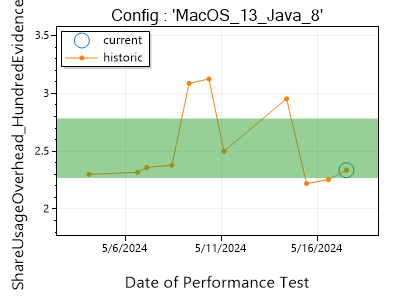 Config : 'MacOS_13_Java_8'
ShareUsageOverhead_HundredEvidence
current
historic
3.5
3
2.5
2
5/6/2024
5/11/2024
5/16/2024
Date of Performance Test